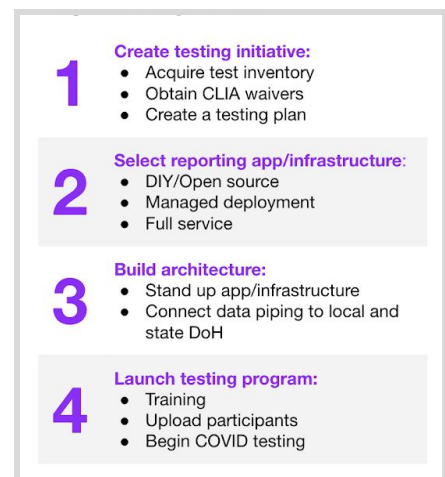 1
Create testing initiative:
● Acquire test inventory
● Obtain CLIA waivers
● Create a testing plan
2
Select reporting app/infrastructure:
● DIY/Open source
● Managed deployment
● Full service
3
Build architecture:
● Stand up app/infrastructure
● Connect data piping to local and
state DoH
4
Launch testing program:
● Training
● Upload participants
● Begin COVID testing